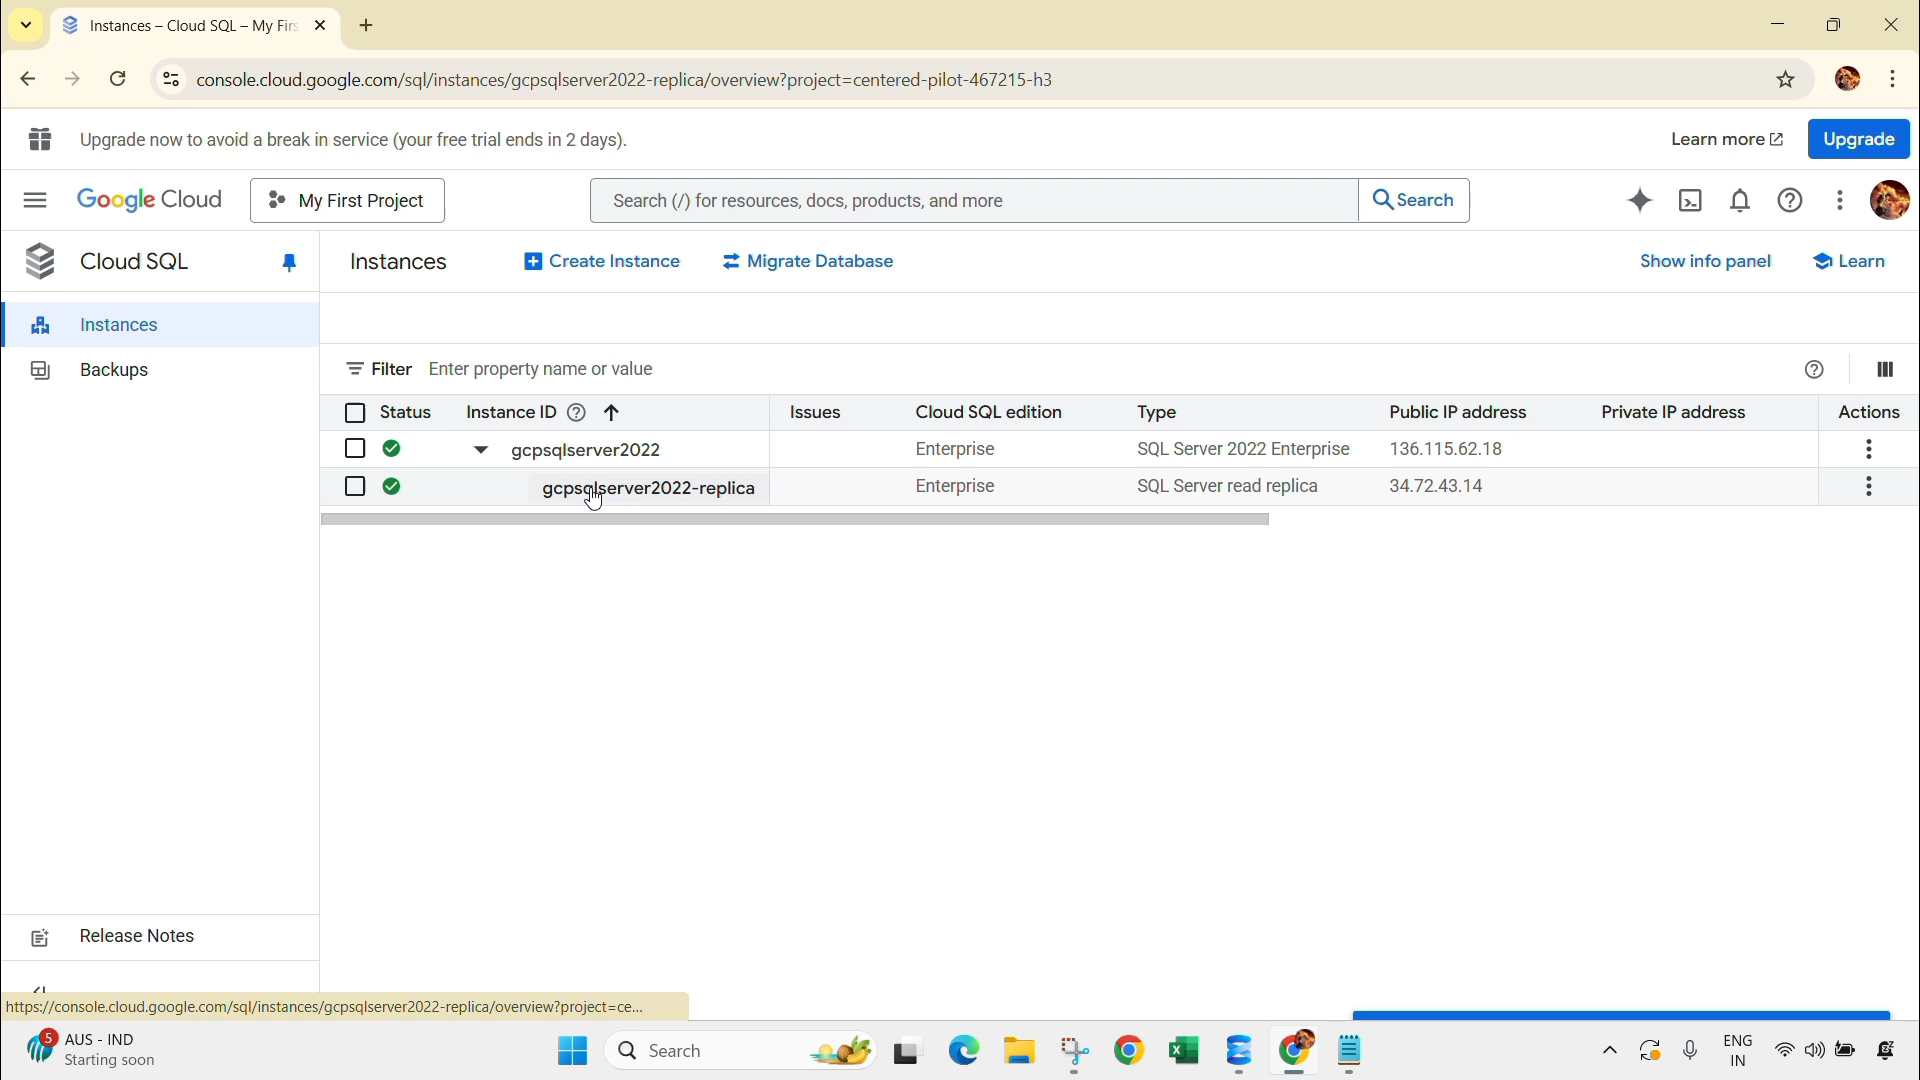 Instances – Cloud SQL – My Firs
console.cloud.google.com/sql/instances/gcpsqlserver2022-replica/overview?project=centered-pilot-467215-h3
Upgrade now to avoid a break in service (your free trial ends in 2 days).
Learn more
Upgrade
Google Cloud
My First Project
Search (/) for resources, docs, products, and more
Search
Cloud SQL
Instances
Create Instance
Migrate Database
Show info panel
Learn
Instances
Backups
Filter Enter property name or value
Status Instance ID Issues Cloud SQL edition Type Public IP address Private IP address Actions
gcpsqlserver2022 Enterprise SQL Server 2022 Enterprise 136.115.62.18
gcpsqlserver2022-replica Enterprise SQL Server read replica 34.72.43.14
Release Notes
https://console.cloud.google.com/sql/instances/gcpsqlserver2022-replica/overview?project=ce...
5
AUS - IND
Starting soon
Search
ENG
IN